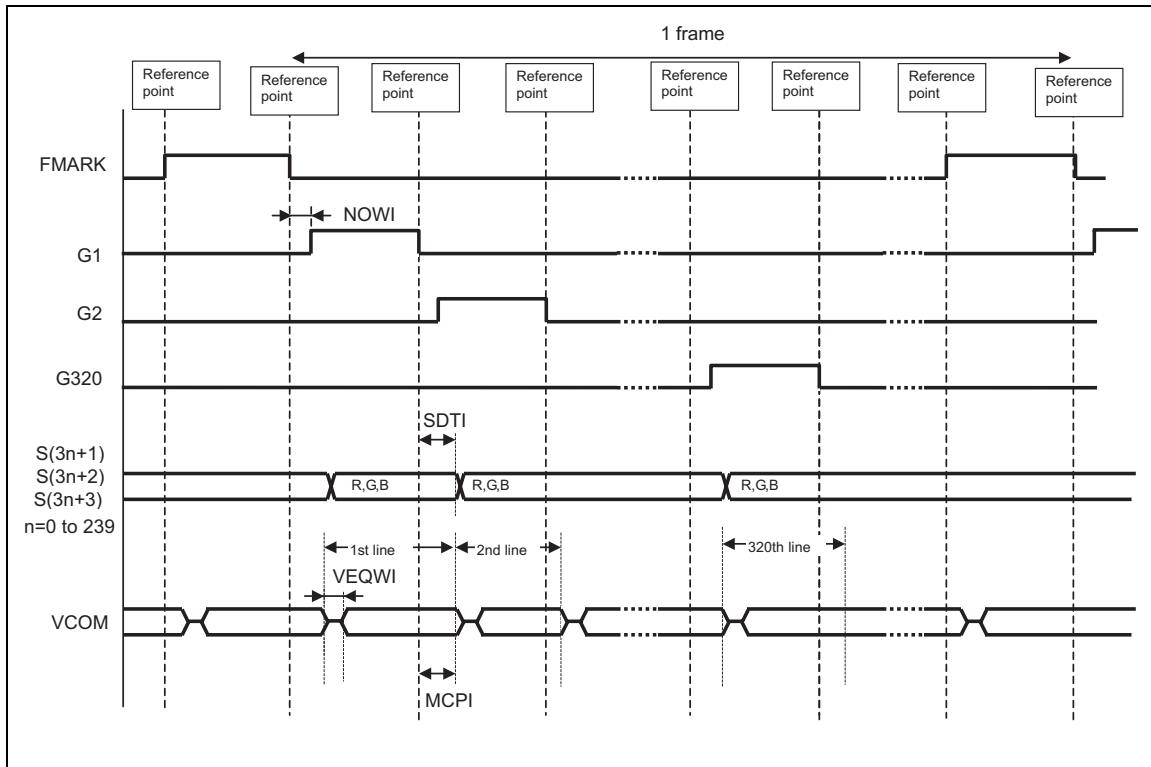 1 frame
Reference
point
Reference
point
Reference
point
Reference
point
Reference
point
Reference
point
Reference
point
Reference
point
FMARK
NOWI
G1
G2
G320
SDTI
S(3n+1)
S(3n+2)
S(3n+3)
n=0 to 239
R,G,B
R,G,B
R,G,B
1st line
2nd line
320th line
VEQWI
VCOM
MCPI